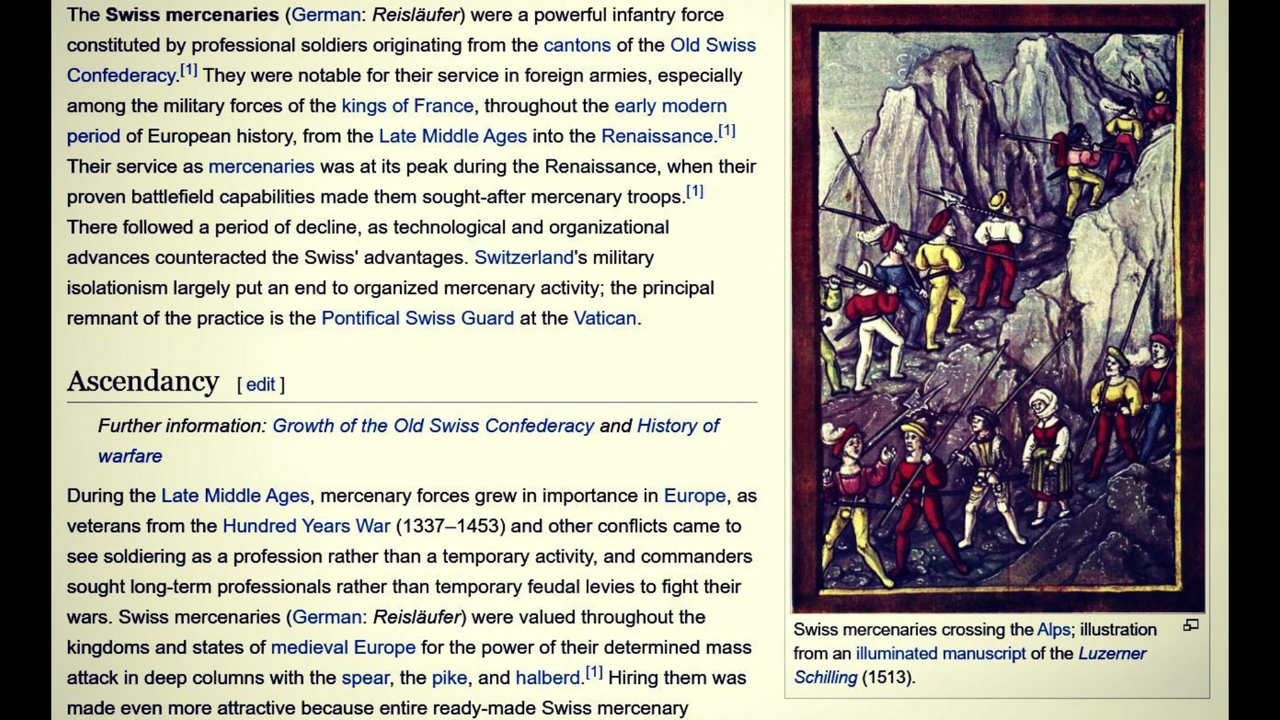 The Swiss mercenaries (German: Reisläufer) were a powerful infantry force
constituted by professional soldiers originating from the cantons of the Old Swiss
Confederacy.[1] They were notable for their service in foreign armies, especially
among the military forces of the kings of France, throughout the early modern
period of European history, from the Late Middle Ages into the Renaissance.[1]
Their service as mercenaries was at its peak during the Renaissance, when their
proven battlefield capabilities made them sought-after mercenary troops.[1]
There followed a period of decline, as technological and organizational
advances counteracted the Swiss' advantages. Switzerland's military
isolationism largely put an end to organized mercenary activity; the principal
remnant of the practice is the Pontifical Swiss Guard at the Vatican.
Ascendancy [ edit ]
Further information: Growth of the Old Swiss Confederacy and History of
warfare
During the Late Middle Ages, mercenary forces grew in importance in Europe, as
veterans from the Hundred Years War (1337–1453) and other conflicts came to
see soldiering as a profession rather than a temporary activity, and commanders
sought long-term professionals rather than temporary feudal levies to fight their
wars. Swiss mercenaries (German: Reisläufer) were valued throughout the
kingdoms and states of medieval Europe for the power of their determined mass
attack in deep columns with the spear, the pike, and halberd.[1] Hiring them was
made even more attractive because entire ready-made Swiss mercenary
Swiss mercenaries crossing the Alps; illustration
from an illuminated manuscript of the Luzerner
Schilling (1513).